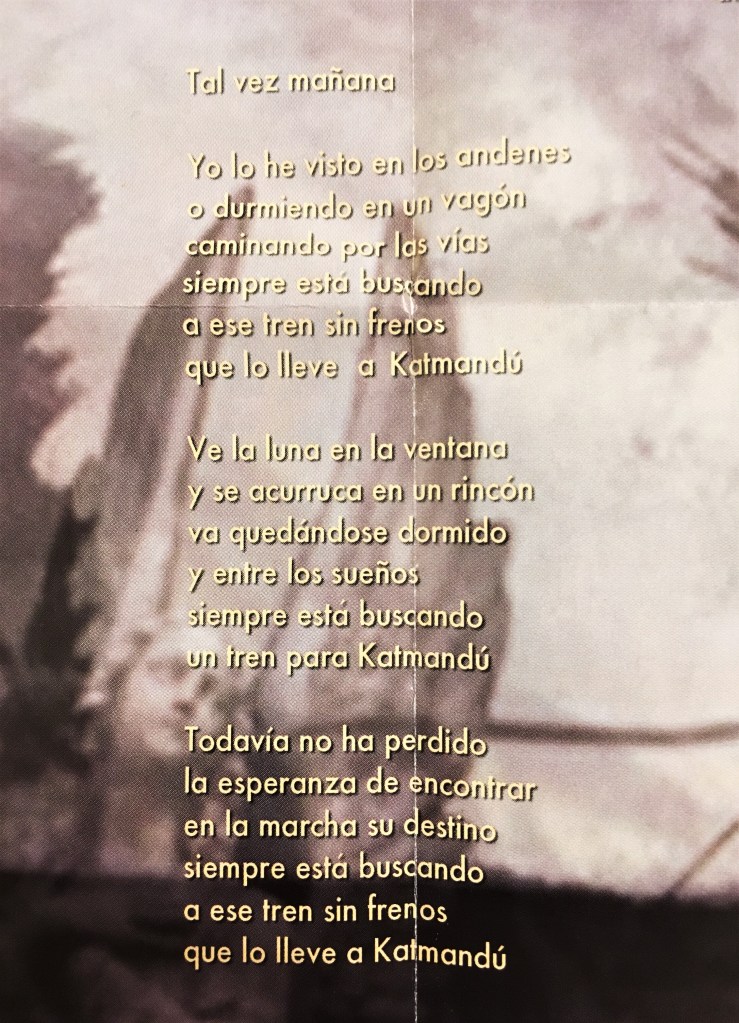 Tal vez mañana
Yo lo he visto en los andenes
o durmiendo en un vagón
caminando por las vías
siempre está buscando
a ese tren sin frenos
que lo lleve a Katmandú
Ve la luna en la ventana
y se acurruca en un rincón
va quedándose dormido
y entre los sueños
siempre está buscando
un tren para Katmandú
Todavía no ha perdido
la esperanza de encontrar
en la marcha su destino
siempre está buscando
a ese tren sin frenos
que lo lleve a Katmandú